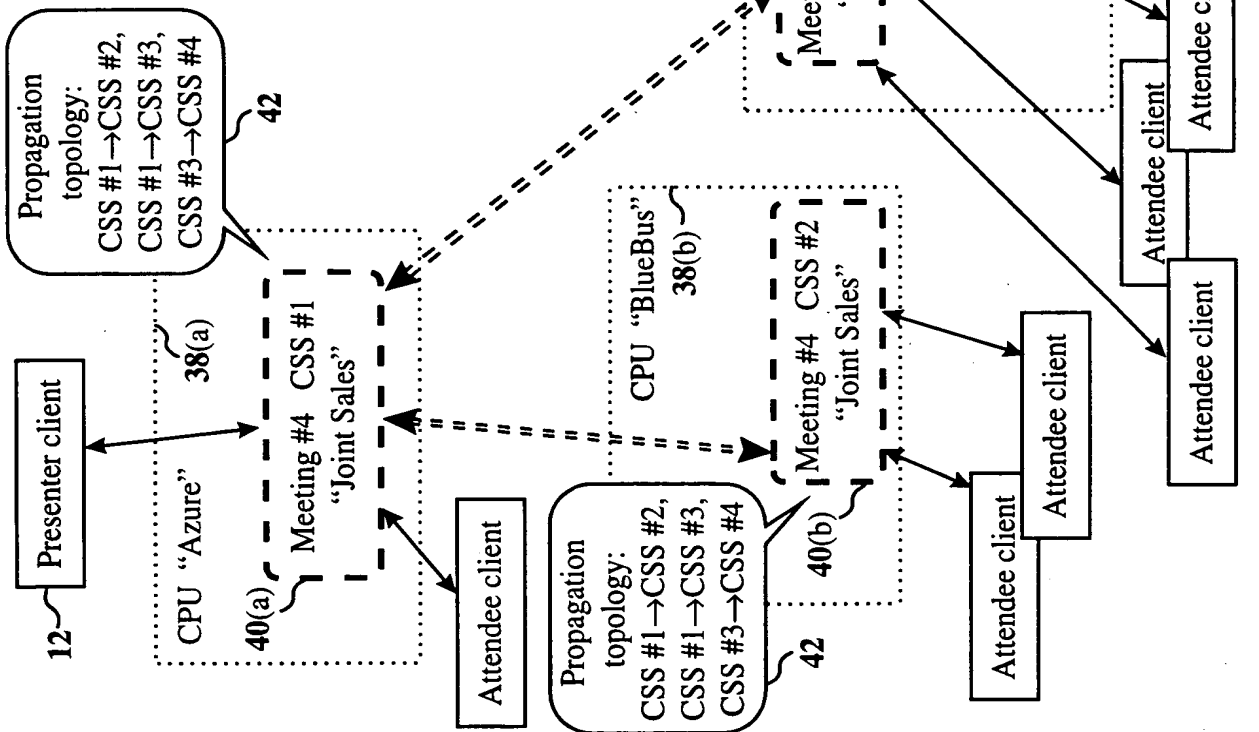 12
Presenter client
Propagation
topology:
CSS #1→CSS #2,
CSS #1→CSS #3,
CSS #3→CSS #4
42
38(a)
CPU “Azure”
40(a)
Meeting #4 CSS #1
“Joint Sales”
Attendee client
Propagation
topology:
CSS #1→CSS #2,
CSS #1→CSS #3,
CSS #3→CSS #4
42
CPU “BlueBus”
38(b)
40(b)
Meeting #4 CSS #2
“Joint Sales”
Attendee client
Attendee client
Mee
“
Attendee client
Attendee client
Attendee c